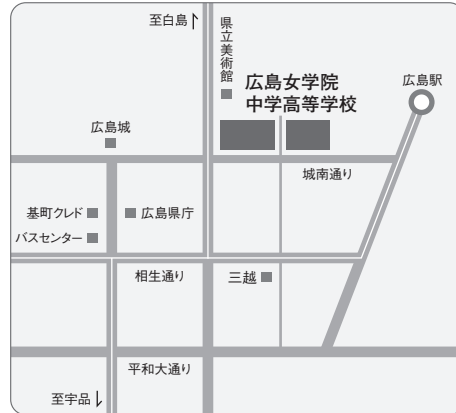 至白島
県立美術館
広島女学院
中学高等学校
広島駅
広島城
城南通り
基町クレド
広島県庁
バスセンター
相生通り
三越
平和大通り
至宇品